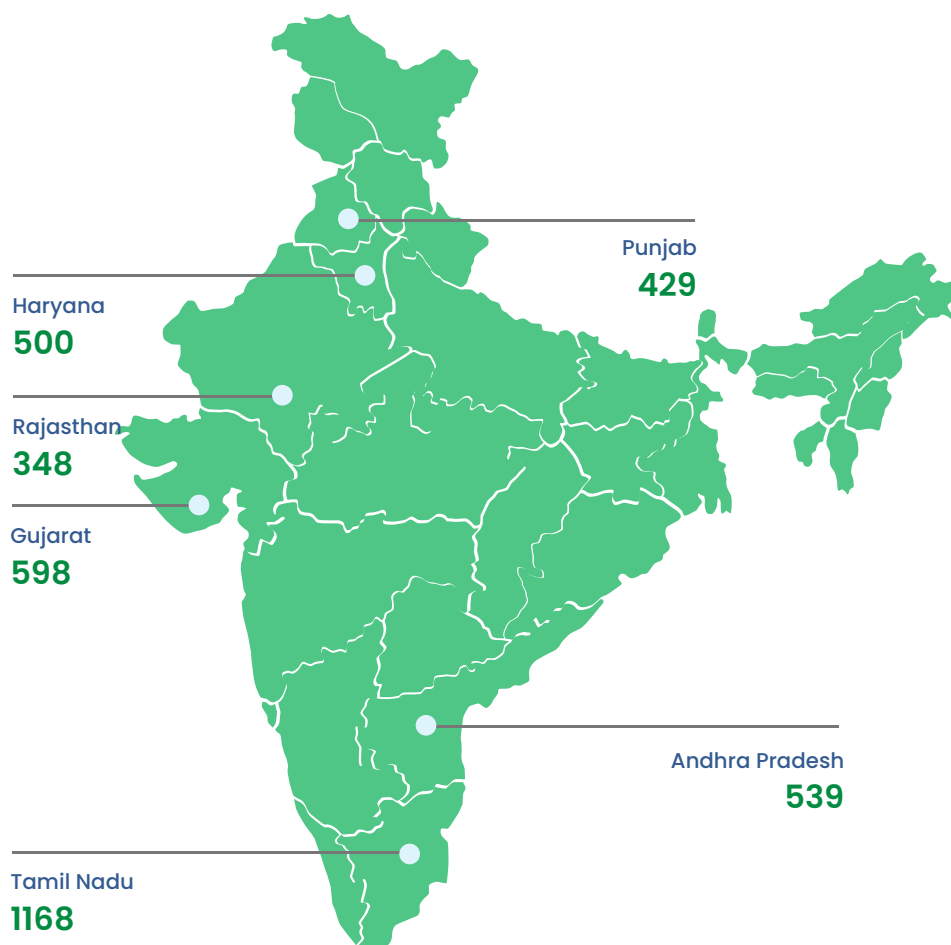 Punjab
429
Haryana
500
Rajasthan
348
Gujarat
598
Andhra Pradesh
539
Tamil Nadu
1168